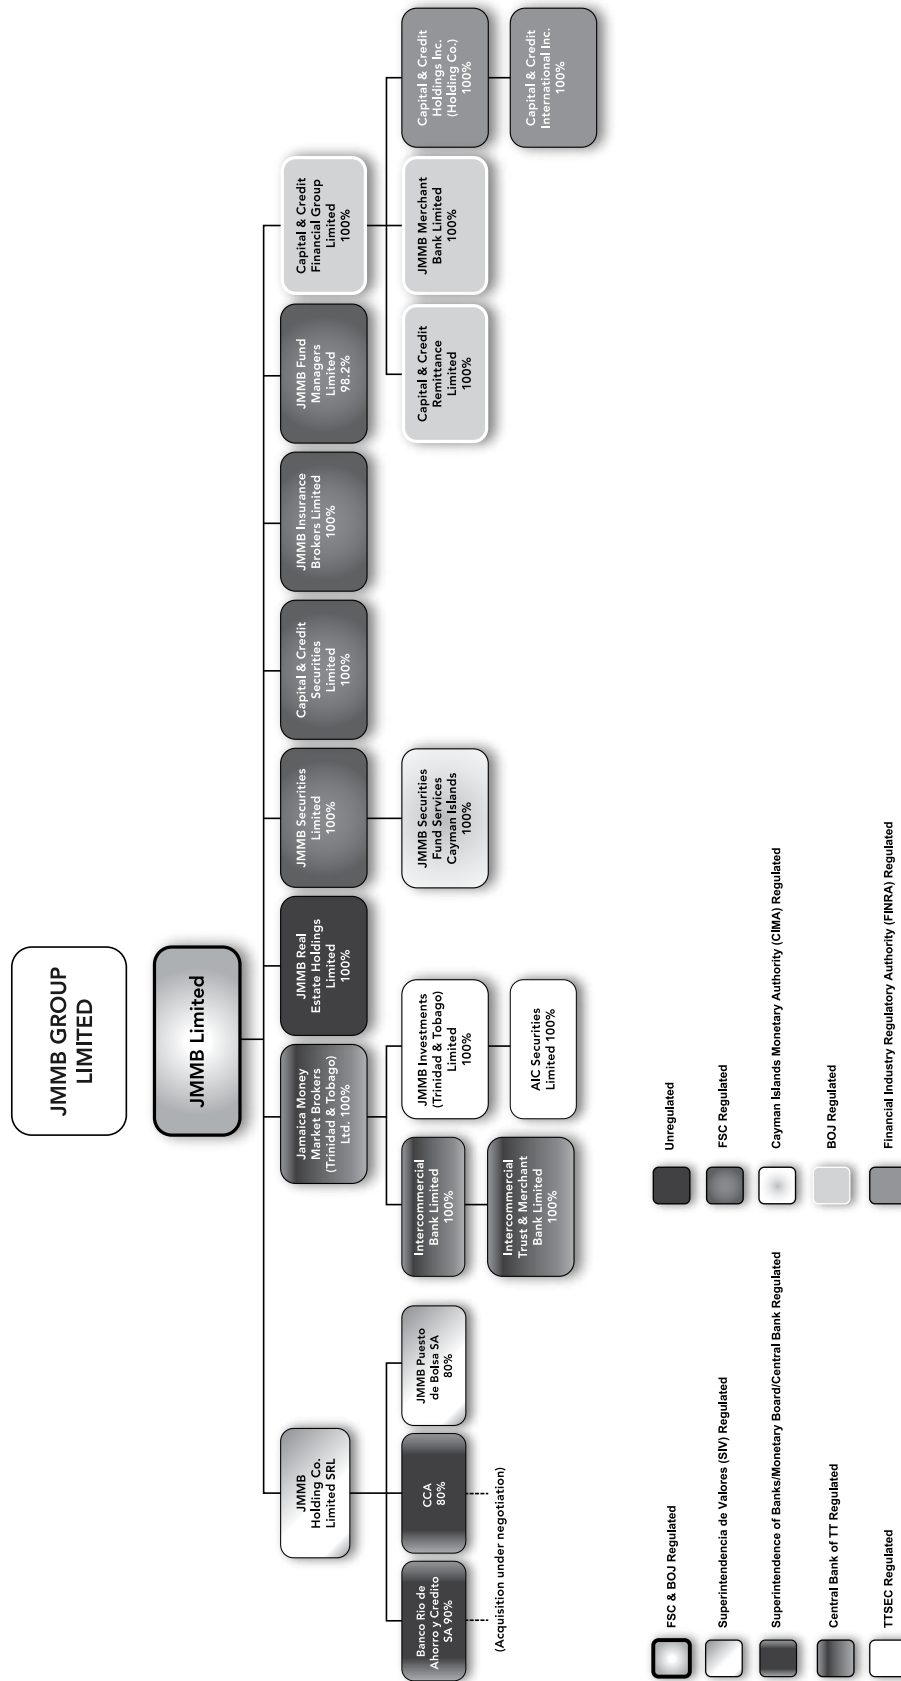 JMMB GROUP
LIMITED
JMMB Limited
JMMB
Holding Co.
Limited SRL
Jamaica Money
Market Brokers
(Trinidad & Tobago)
Ltd. 100%
JMMB Real
Estate Holdings
Limited
100%
JMMB Securities
Limited
100%
Capital & Credit
Securities
Limited
100%
JMMB Insurance
Brokers Limited
100%
JMMB Fund
Managers
Limited
98.2%
Capital & Credit
Financial Group
Limited
100%
Banco Rio de
Ahorro y Credito
SA 90%
CCA
80%
JMMB Puesto
de Bolsa SA
80%
Intercommercial
Bank Limited
100%
JMMB Investments
(Trinidad & Tobago)
Limited
100%
JMMB Securities
Fund Services
Cayman Islands
100%
Capital & Credit
Remittance
Limited
100%
JMMB Merchant
Bank Limited
100%
Capital & Credit
Holdings Inc.
(Holding Co.)
100%
(Acquisition under negotiation)
Intercommercial
Trust & Merchant
Bank Limited
100%
AIC Securities
Limited 100%
Capital & Credit
International Inc.
100%
FSC & BOJ Regulated
Unregulated
Superintendencia de Valores (SIV) Regulated
FSC Regulated
Superintendence of Banks/Monetary Board/Central Bank Regulated
Cayman Islands Monetary Authority (CIMA) Regulated
Central Bank of TT Regulated
BOJ Regulated
TTSEC Regulated
Financial Industry Regulatory Authority (FINRA) Regulated